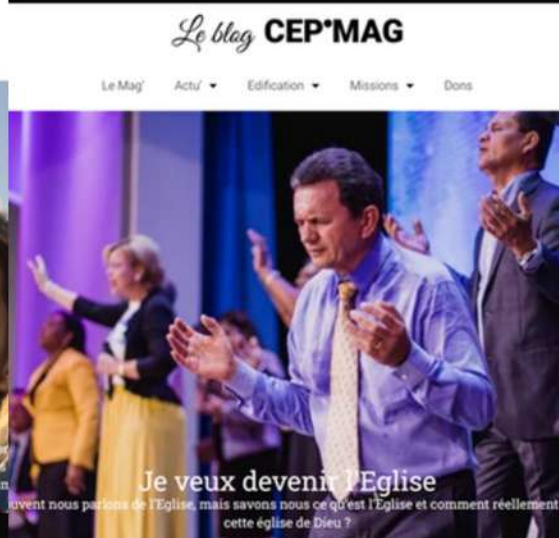 Le blog CEP•MAG
Le Mag' Actu' Edification Missions Dons
Je veux devenir l'Eglise
nous parlons de l'Eglise, mais savons nous ce qu'est l'Eglise et comment réellement
cette église de Dieu ?